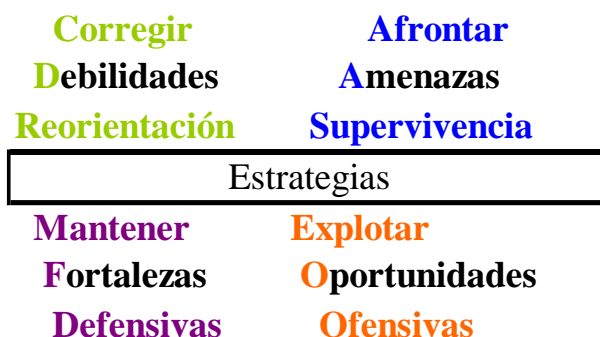 Corregir Afrontar
Debilidades Amenazas
Reorientación Supervivencia
Estrategias
Mantener Explotar
Fortalezas Oportunidades
Defensivas Ofensivas